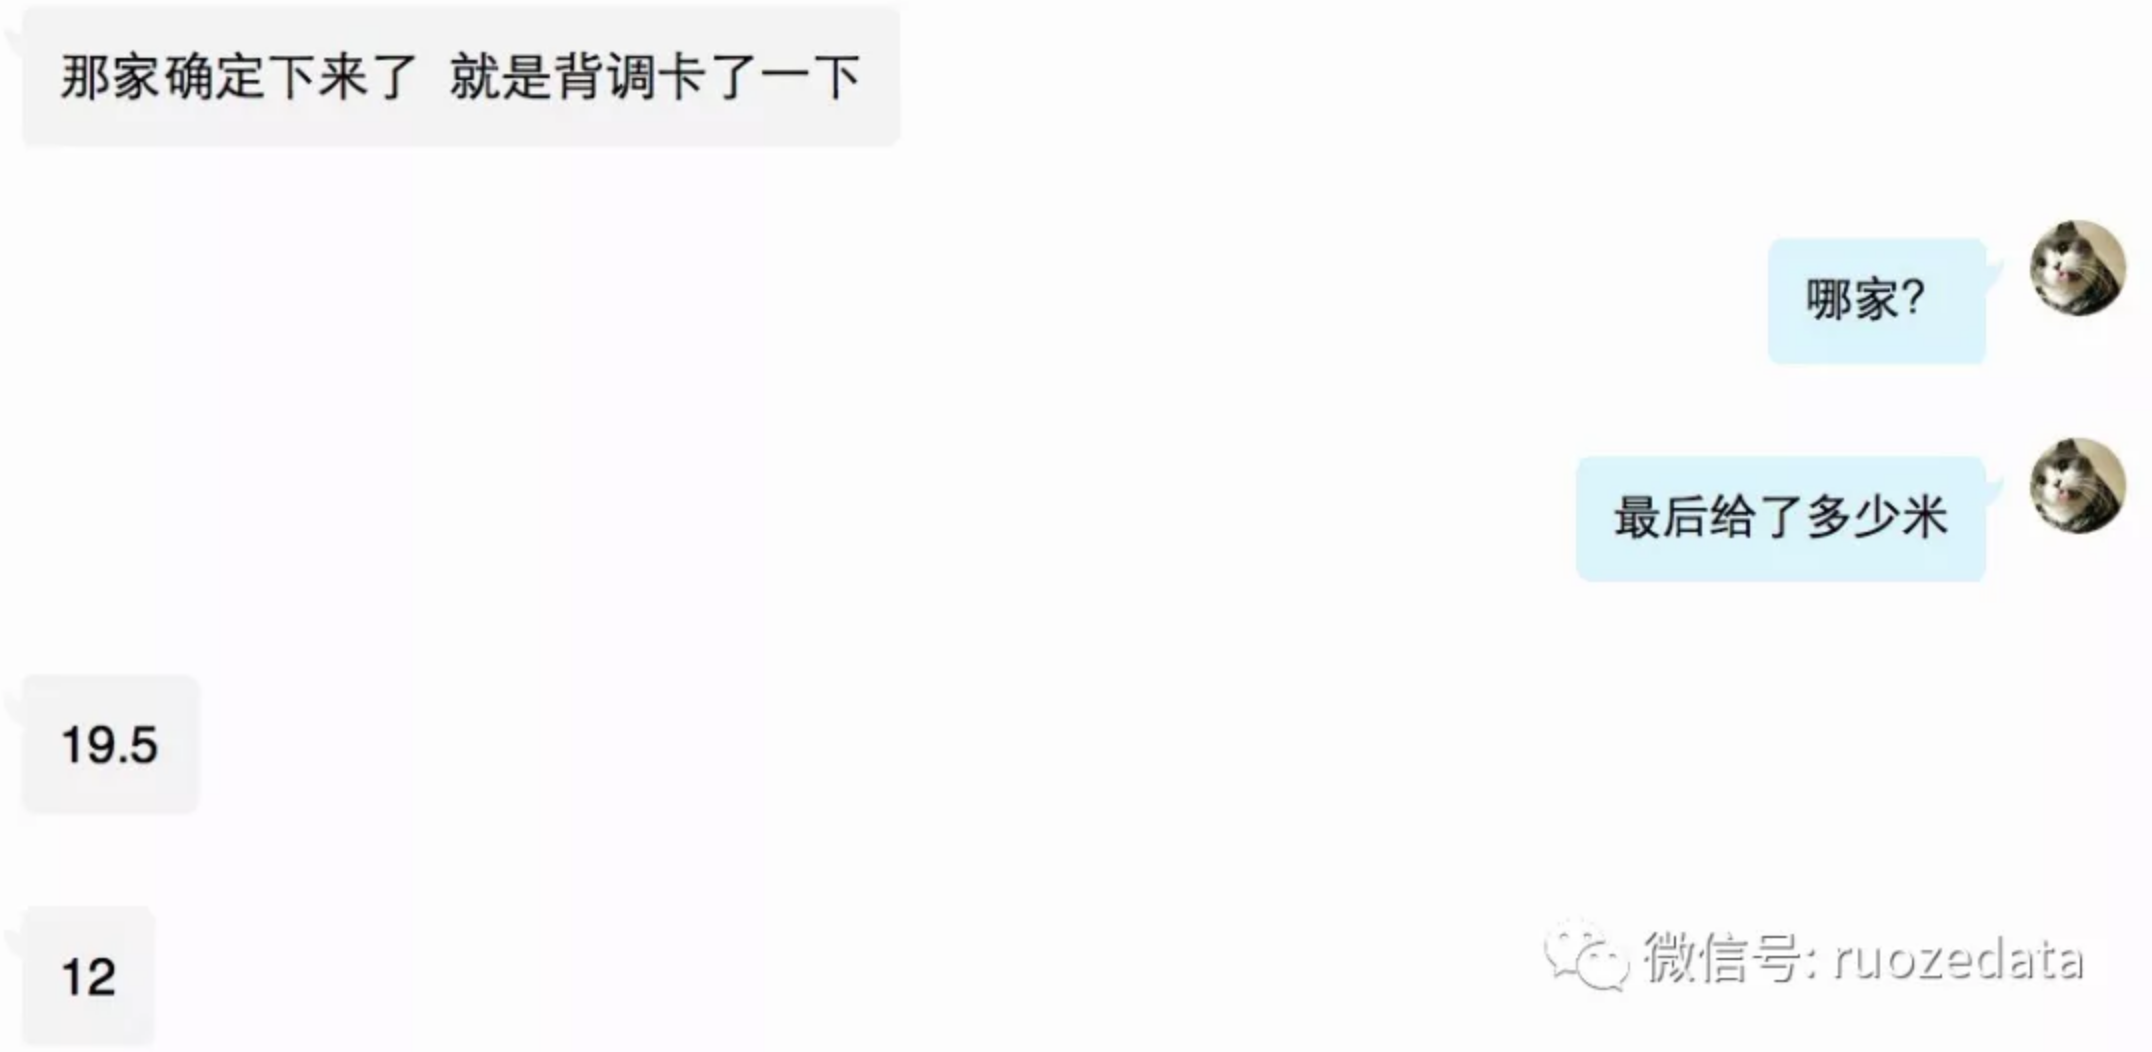 那家确定下来了 就是背调卡了一下
哪家?
最后给了多少米
19.5
12
微信号: ruozedata